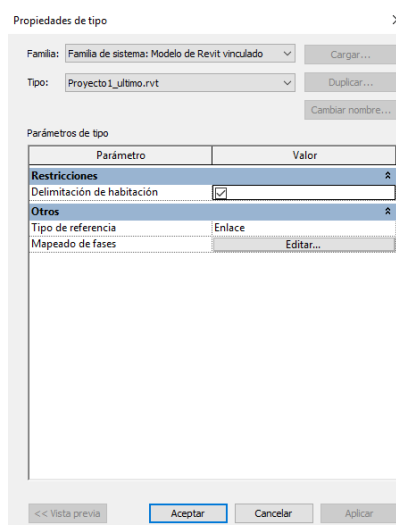 Propiedades de tipo
Familia: Familia de sistema: Modelo de Revit vinculado Cargar...
Tipo: Proyecto1_ultimo.rvt Duplicar...
Cambiar nombre...
Parámetros de tipo
Parámetro Valor
Restricciones
Delimitación de habitación
Otros
Tipo de referencia Enlace
Mapeado de fases Editar...
<< Vista previa Aceptar Cancelar Aplicar